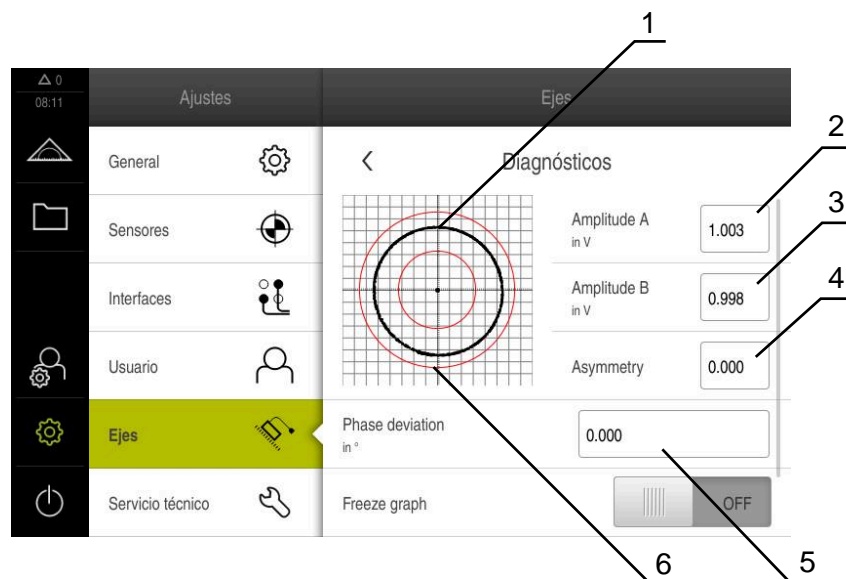 1
0
08:11
Ajustes
Ejes
General
Diagnósticos
2
Sensores
Amplitude A
in V
1.003
3
Interfaces
Amplitude B
in V
0.998
4
Usuario
Asymmetry
0.000
Ejes
Phase deviation
in °
0.000
Servicio técnico
Freeze graph
OFF
6
5